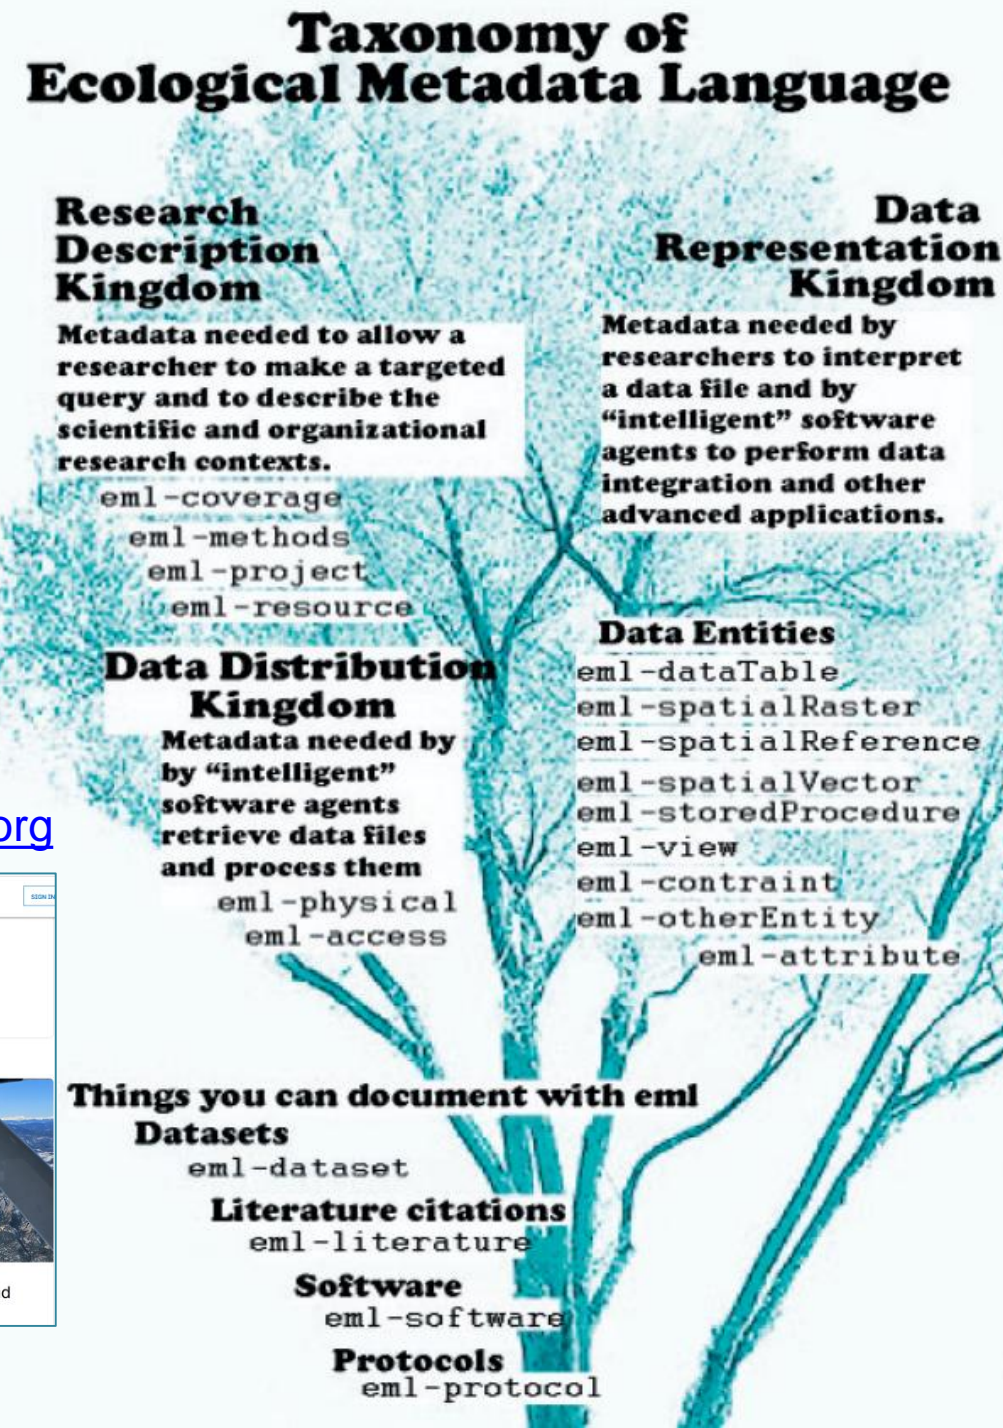 Taxonomy of
Ecological Metadata Language
Research
Description
Kingdom
Metadata needed to allow a
researcher to make a targeted
query and to describe the
scientific and organizational
research contexts.
eml-coverage
eml-methods
eml-project
eml-resource
Data
Representation
Kingdom
Metadata needed by
researchers to interpret
a data file and by
“intelligent” software
agents to perform data
integration and other
advanced applications.
Data Entities
eml-dataTable
eml-spatialRaster
eml-spatialReference
eml-spatialVector
eml-storedProcedure
eml-view
eml-contraint
eml-otherEntity
eml-attribute
Data Distribution
Kingdom
Metadata needed by
by “intelligent”
software agents
retrieve data files
and process them
eml-physical
eml-access
org
SIGN IN
d
Things you can document with eml
Datasets
eml-dataset
Literature citations
eml-literature
Software
eml-software
Protocols
eml-protocol